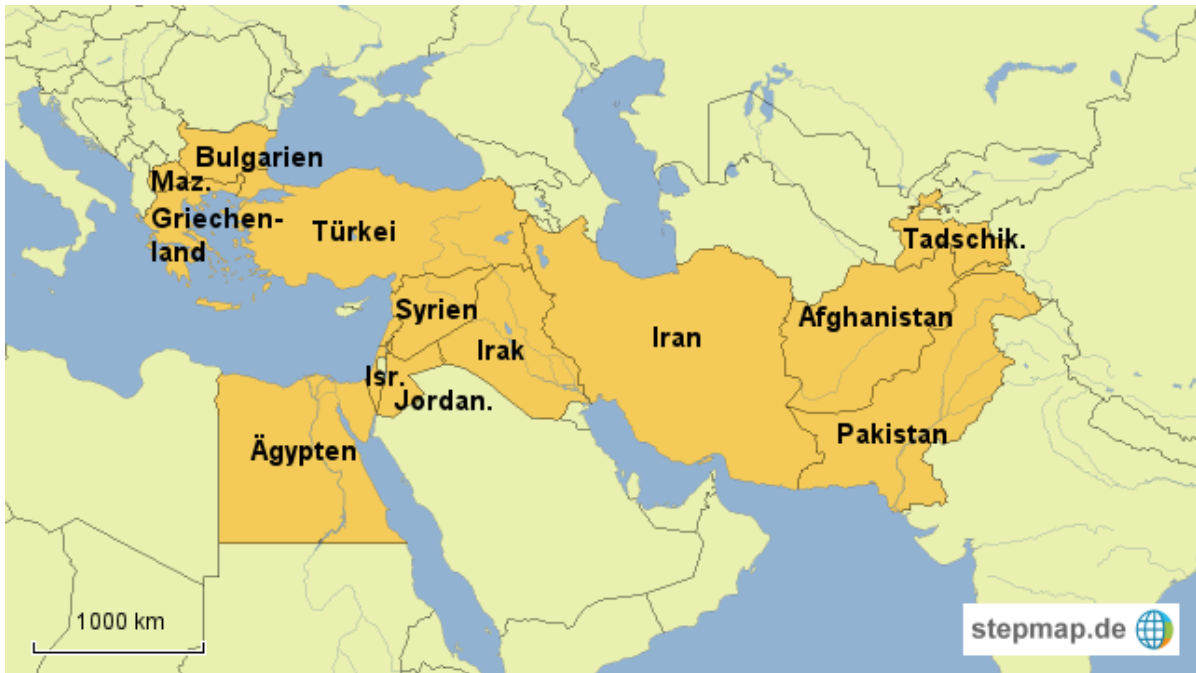 Bulgarien
Maz.
Griechen-
land
Türkei
Tadschik.
Syrien
Afghanistan
Irak
Iran
Isr.
Jordan.
Ägypten
Pakistan
1000 km
stepmap.de